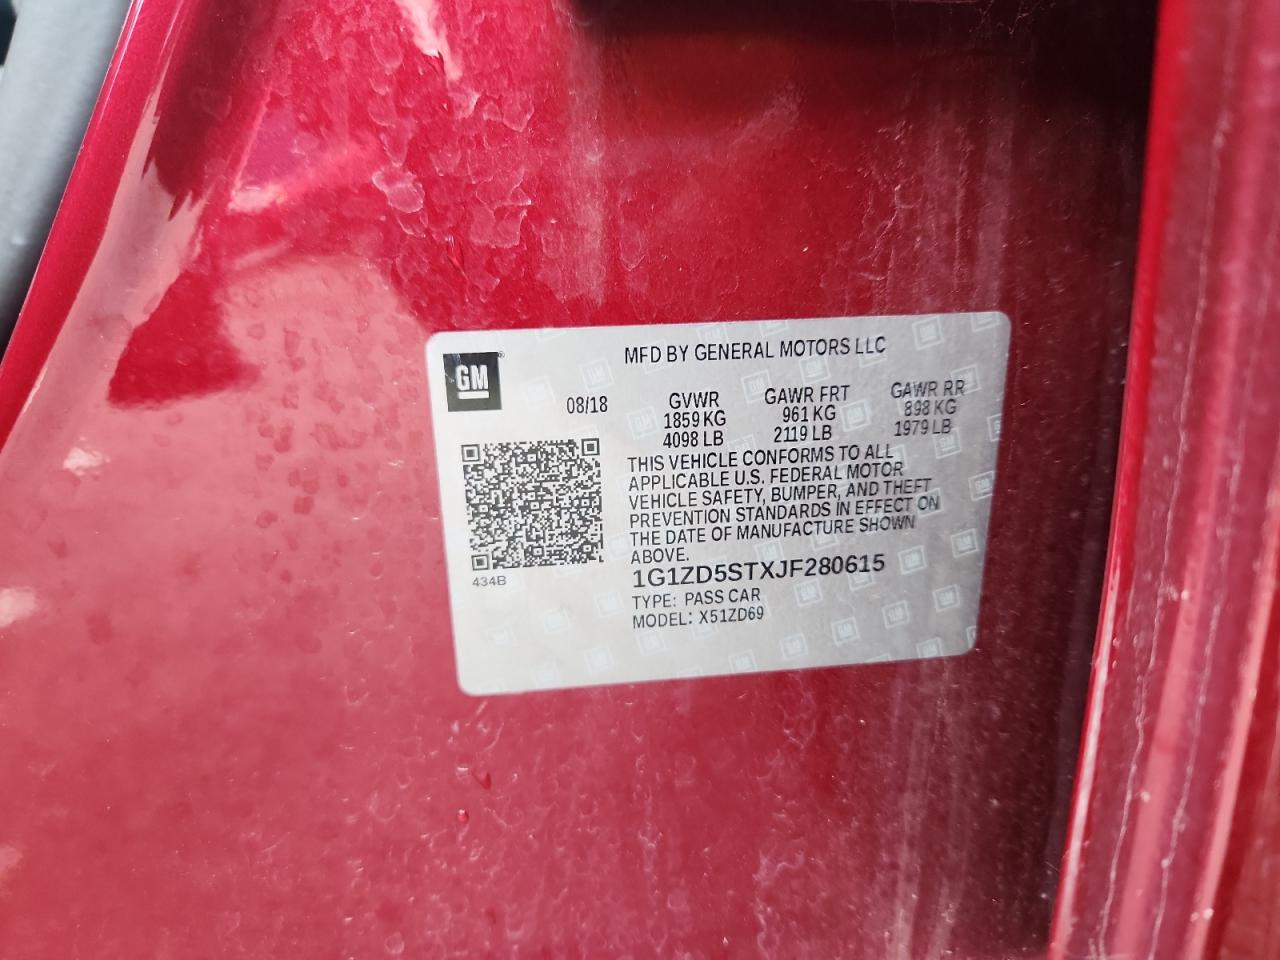 MFD BY GENERAL MOTORS LLC
GM
08/18
GVWR GAWR FRT GAWR RR
1859 KG 961 KG 898 KG
4098 LB 2119 LB 1979 LB
THIS VEHICLE CONFORMS TO ALL
APPLICABLE U.S. FEDERAL MOTOR
VEHICLE SAFETY, BUMPER, AND THEFT
PREVENTION STANDARDS IN EFFECT ON
THE DATE OF MANUFACTURE SHOWN
ABOVE.
434B
1G1ZD5STXJF280615
TYPE: PASS CAR
MODEL: X51ZD69